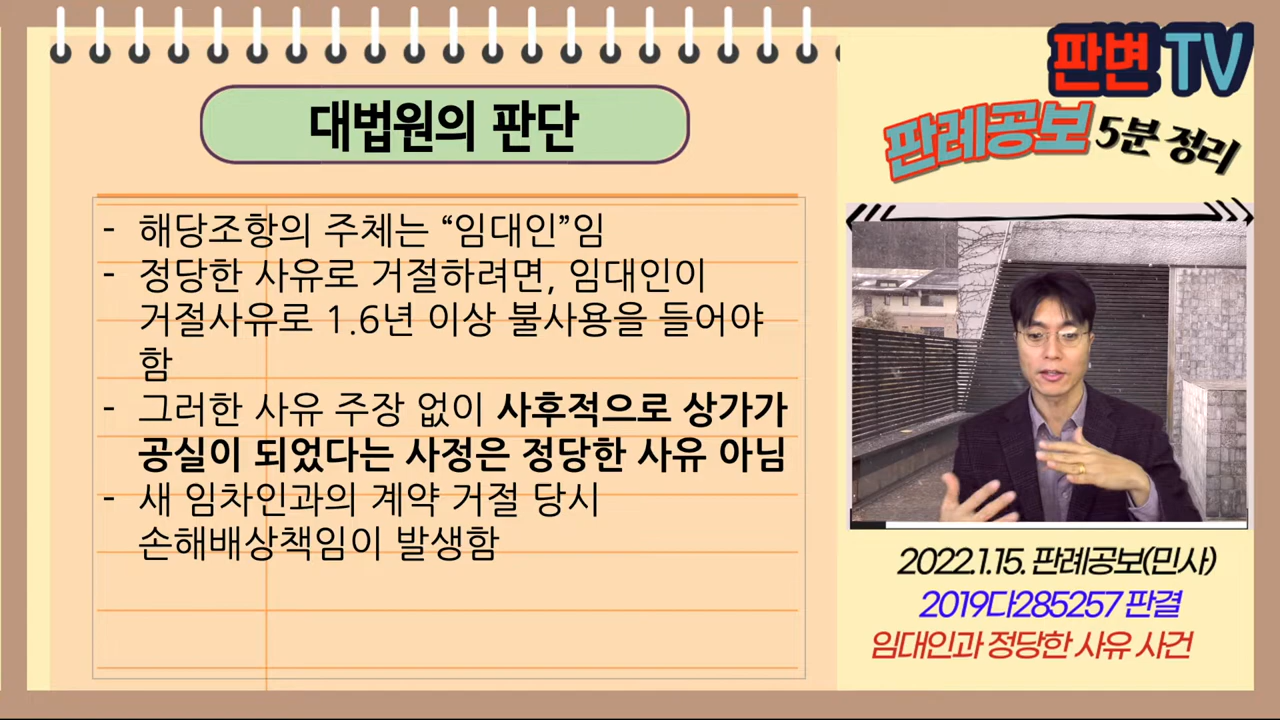 대법원의 판단
- 해당조항의 주체는 “임대인”임
- 정당한 사유로 거절하려면, 임대인이
거절사유로 1.6년 이상 불사용을 들어야
함
- 그러한 사유 주장 없이 사후적으로 상가가
공실이 되었다는 사정은 정당한 사유 아님
- 새 임차인과의 계약 거절 당시
손해배상책임이 발생함
판변 TV
판례공보 5분 정리
2022.1.15. 판례공보(민사)
2019다285257 판결
임대인과 정당한 사유 사건